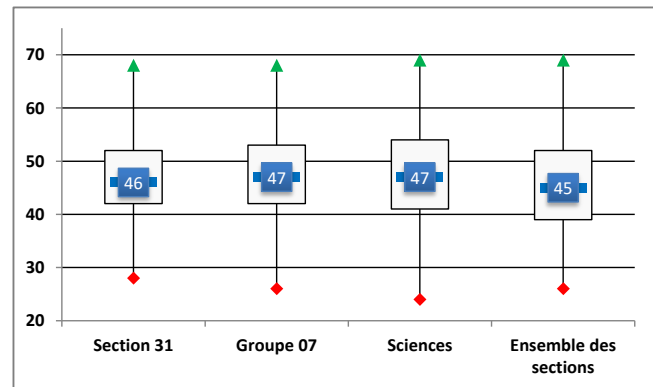 70
60
50
40
30
20
46
47
47
45
Section 31
Groupe 07
Sciences
Ensemble des
sections